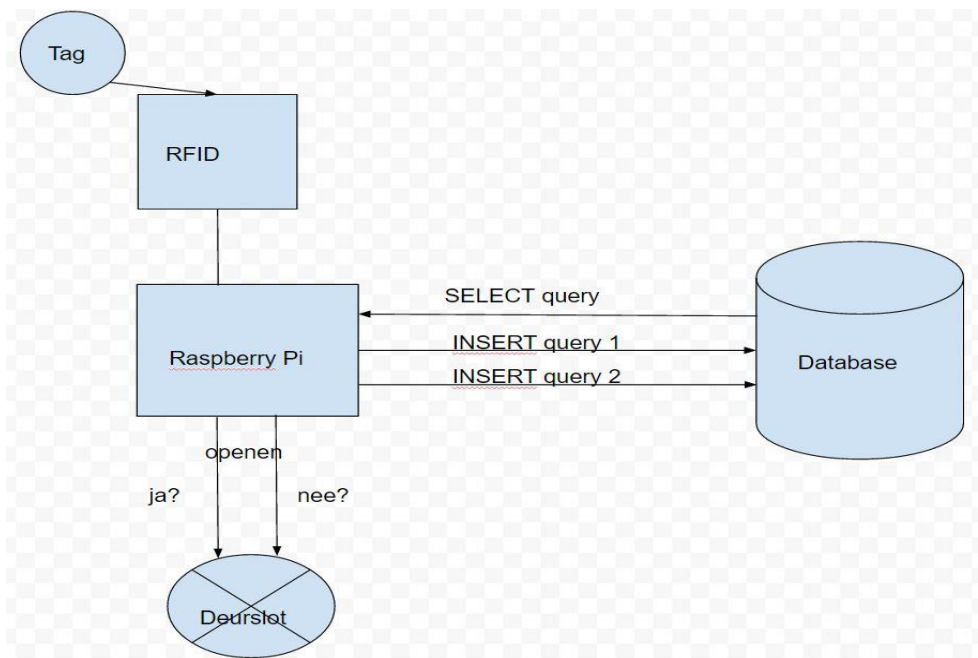 Tag
RFID
SELECT query
INSERT query 1
Raspberry Pi
Database
INSERT query 2
openen
ja?
nee?
Deurslot